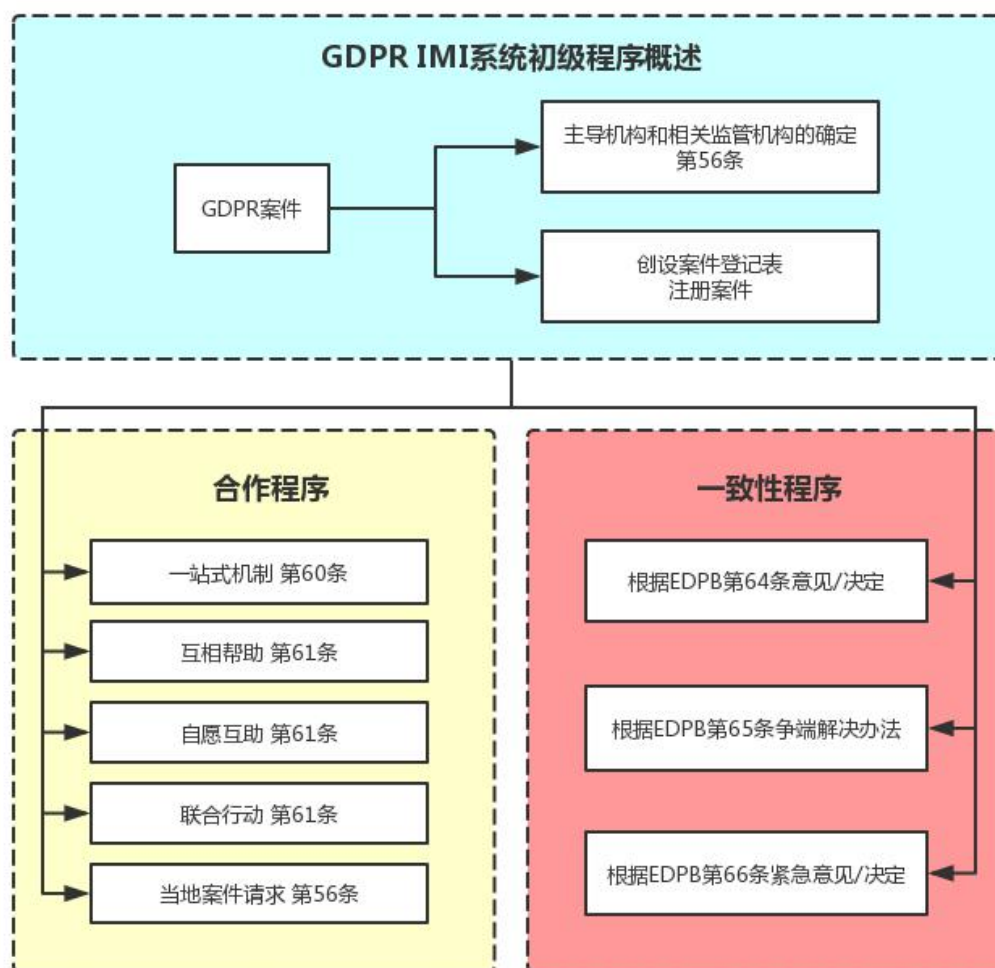 GDPR IMI系统初级程序概述
GDPR案件
主导机构和相关监管机构的确定
第56条
创设案件登记表
注册案件
合作程序
一站式机制 第60条
互相帮助 第61条
自愿互助 第61条
联合行动 第61条
当地案件请求 第56条
一致性程序
根据EDPB第64条意见/决定
根据EDPB第65条争端解决办法
根据EDPB第66条紧急意见/决定